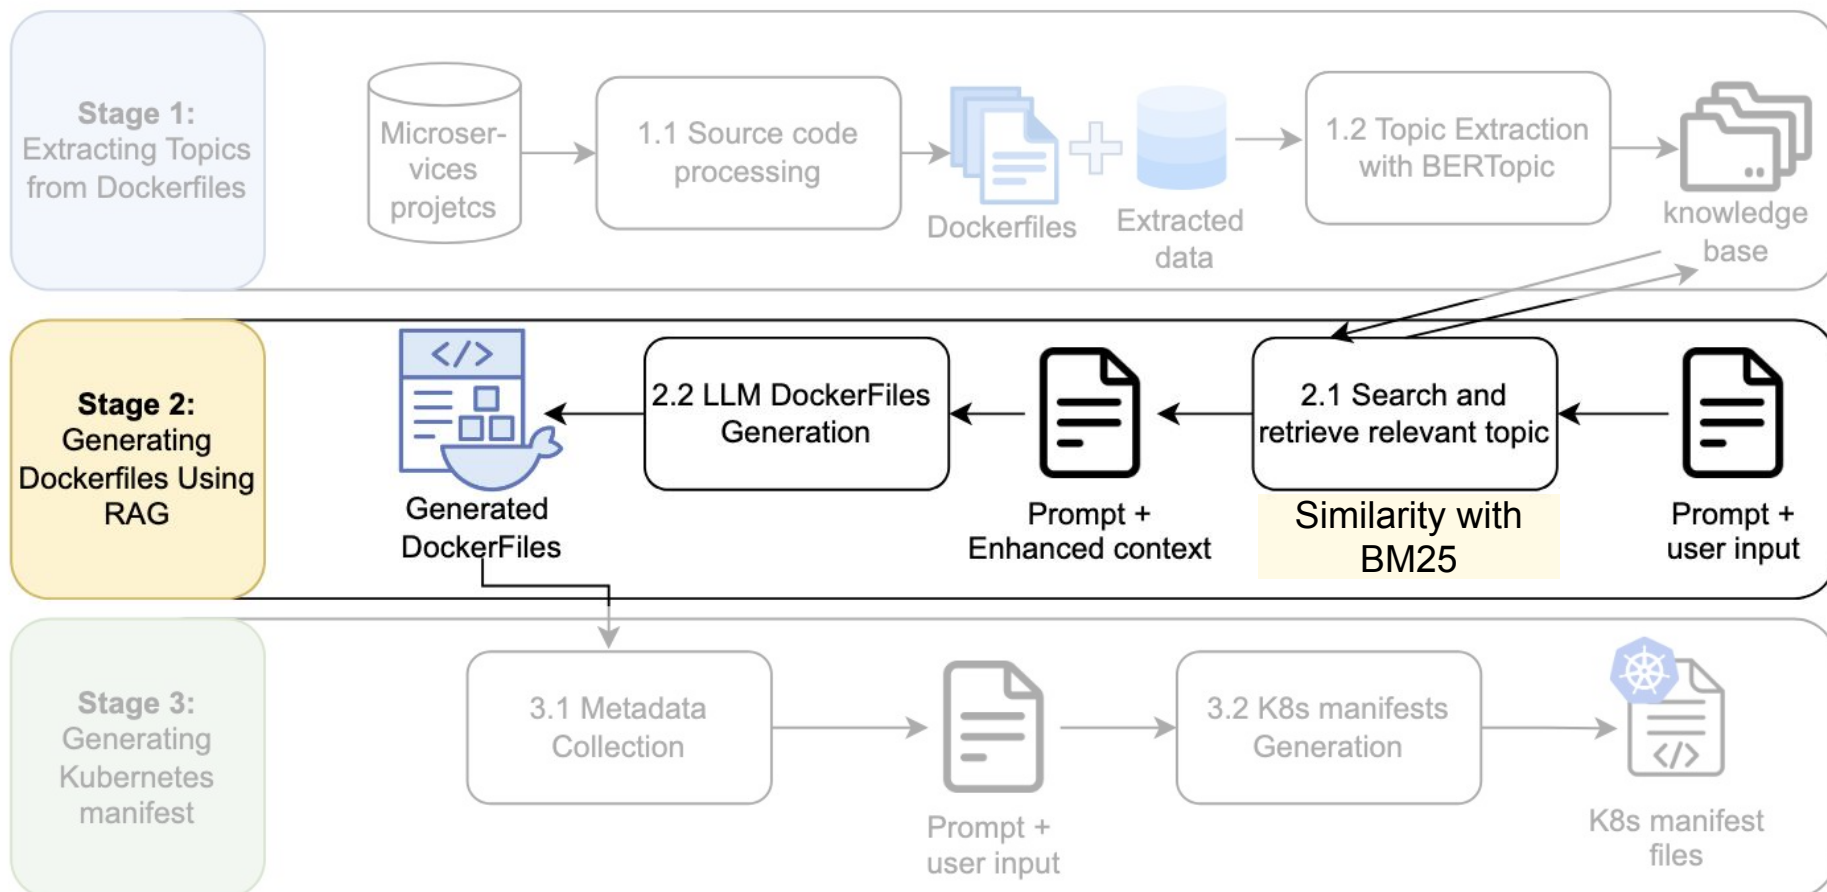 Stage 1:
Extracting Topics
from Dockerfiles
Microser-
vices
projetcs
1.1 Source code
processing
Dockerfiles
Extracted
data
1.2 Topic Extraction
with BERTopic
knowledge
base
Stage 2:
Generating
Dockerfiles Using
RAG
</>
Generated
DockerFiles
2.2 LLM DockerFiles
Generation
Prompt +
Enhanced context
2.1 Search and
retrieve relevant topic
Similarity with
BM25
Prompt +
user input
Stage 3:
Generating
Kubernetes
manifest
3.1 Metadata
Collection
Prompt +
user input
3.2 K8s manifests
Generation
</>
K8s manifest
files